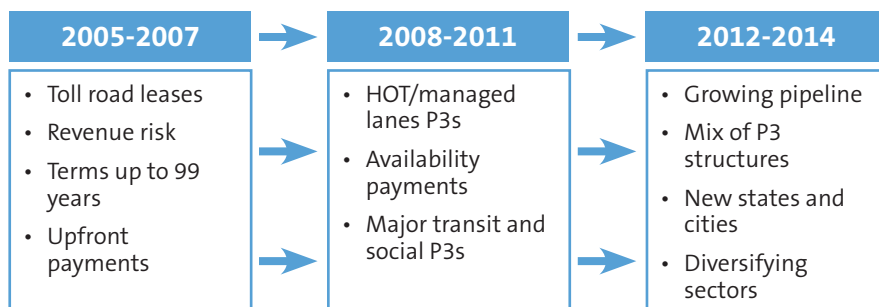 2005-2007
• Toll road leases
• Revenue risk
• Terms up to 99
years
• Upfront
payments
2008-2011
• HOT/managed
lanes P3s
• Availability
payments
• Major transit and
social P3s
2012-2014
• Growing pipeline
• Mix of P3
structures
• New states and
cities
• Diversifying
sectors